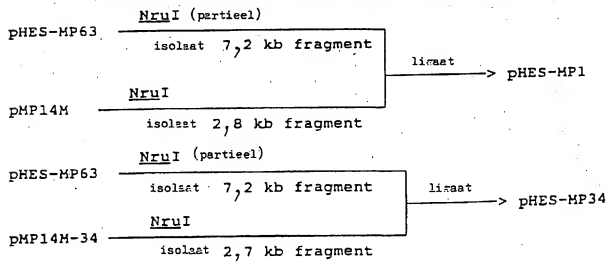 NruI (partieel)
pHES-MP63
isolaat 7,2 kb fragment
ligaat
pHES-MP1
NruI
pMP14M
isolaat 2,8 kb fragment
NruI (partieel)
pHES-MP63
isolaat 7,2 kb fragment
ligaat
pHES-MP34
NruI
pMP14M-34
isolaat 2,7 kb fragment